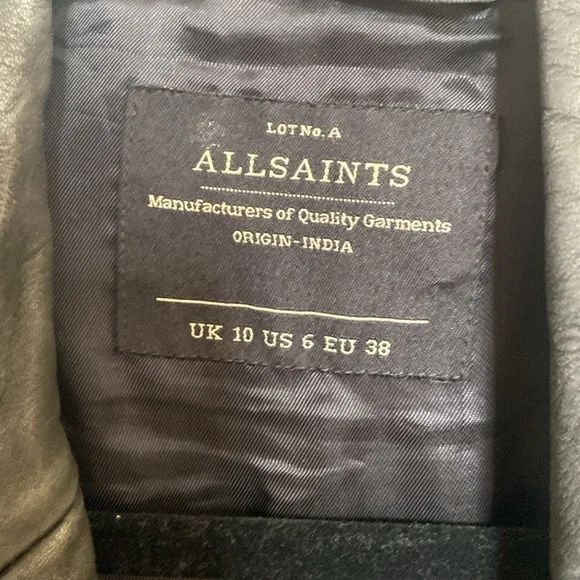 LOT No. A
ALLSAINTS
Manufacturers of Quality Garments
ORIGIN-INDIA
UK 10 US 6 EU 38